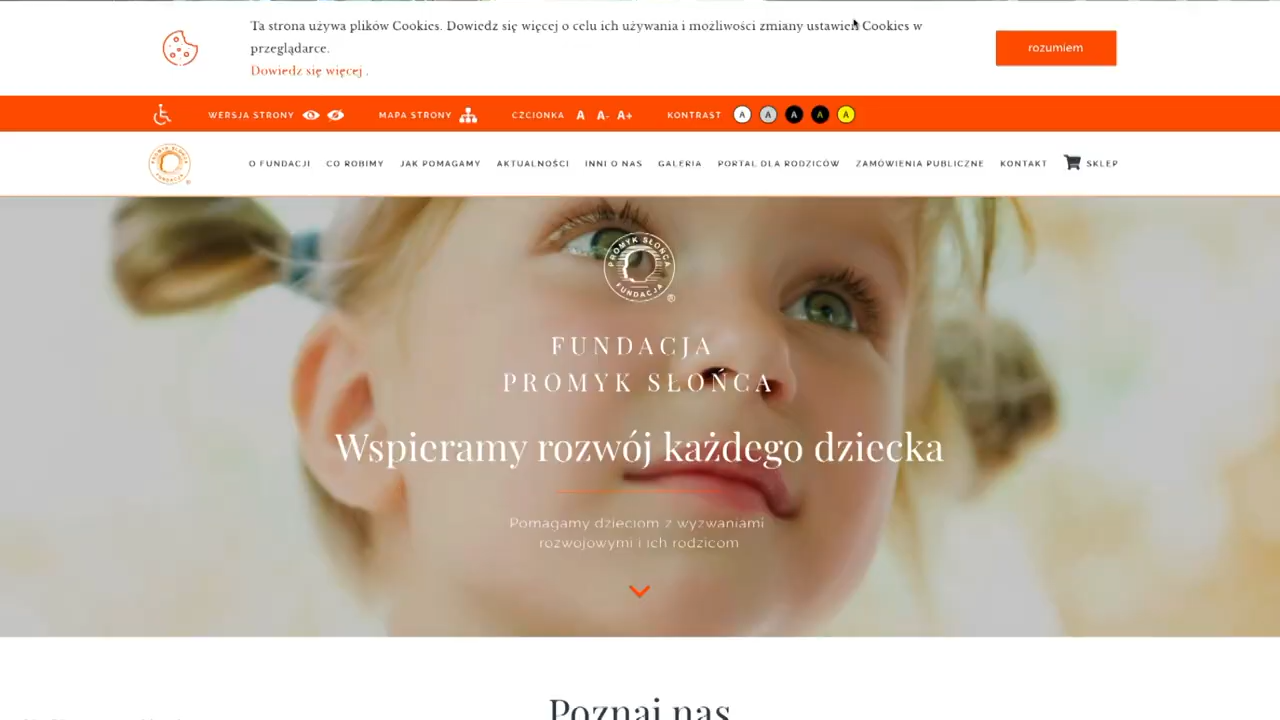 Ta strona używa plików Cookies. Dowiedz się więcej o celu ich używania i możliwości zmiany ustawień Cookies w
przeglądarce.
Dowiedz się więcej .
rozumiem
WERSJA STRONY
MAPA STRONY
CZCIONKA A A- A+
KONTRAST A A A A A
PROMYK SŁOŃCA FUNDACJA ®
O FUNDACJI CO ROBIMY JAK POMAGAMY AKTUALNOŚCI INNI O NAS GALERIA PORTAL DLA RODZICÓW ZAMÓWIENIA PUBLICZNE KONTAKT SKLEP
PROMYK SŁOŃCA FUNDACJA ®
FUNDACJA
PROMYK SŁOŃCA
Wspieramy rozwój każdego dziecka
Pomagamy dzieciom z wyzwaniami
rozwojowymi i ich rodzicom
Poznaj nas